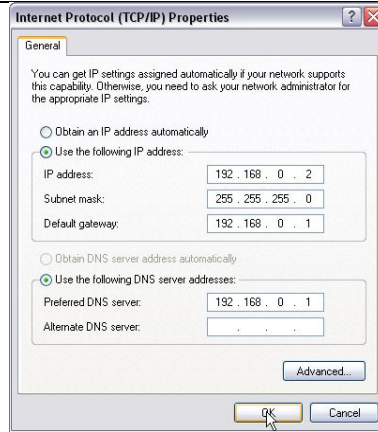 Internet Protocol (TCP/IP) Properties
General
You can get IP settings assigned automatically if your network supports
this capability. Otherwise, you need to ask your network administrator for
the appropriate IP settings.
Obtain an IP address automatically
Use the following IP address:
IP address: 192 . 168 . 0 . 2
Subnet mask: 255 . 255 . 255 . 0
Default gateway: 192 . 168 . 0 . 1
Obtain DNS server address automatically
Use the following DNS server addresses:
Preferred DNS server: 192 . 168 . 0 . 1
Alternate DNS server: . . .
Advanced...
OK Cancel